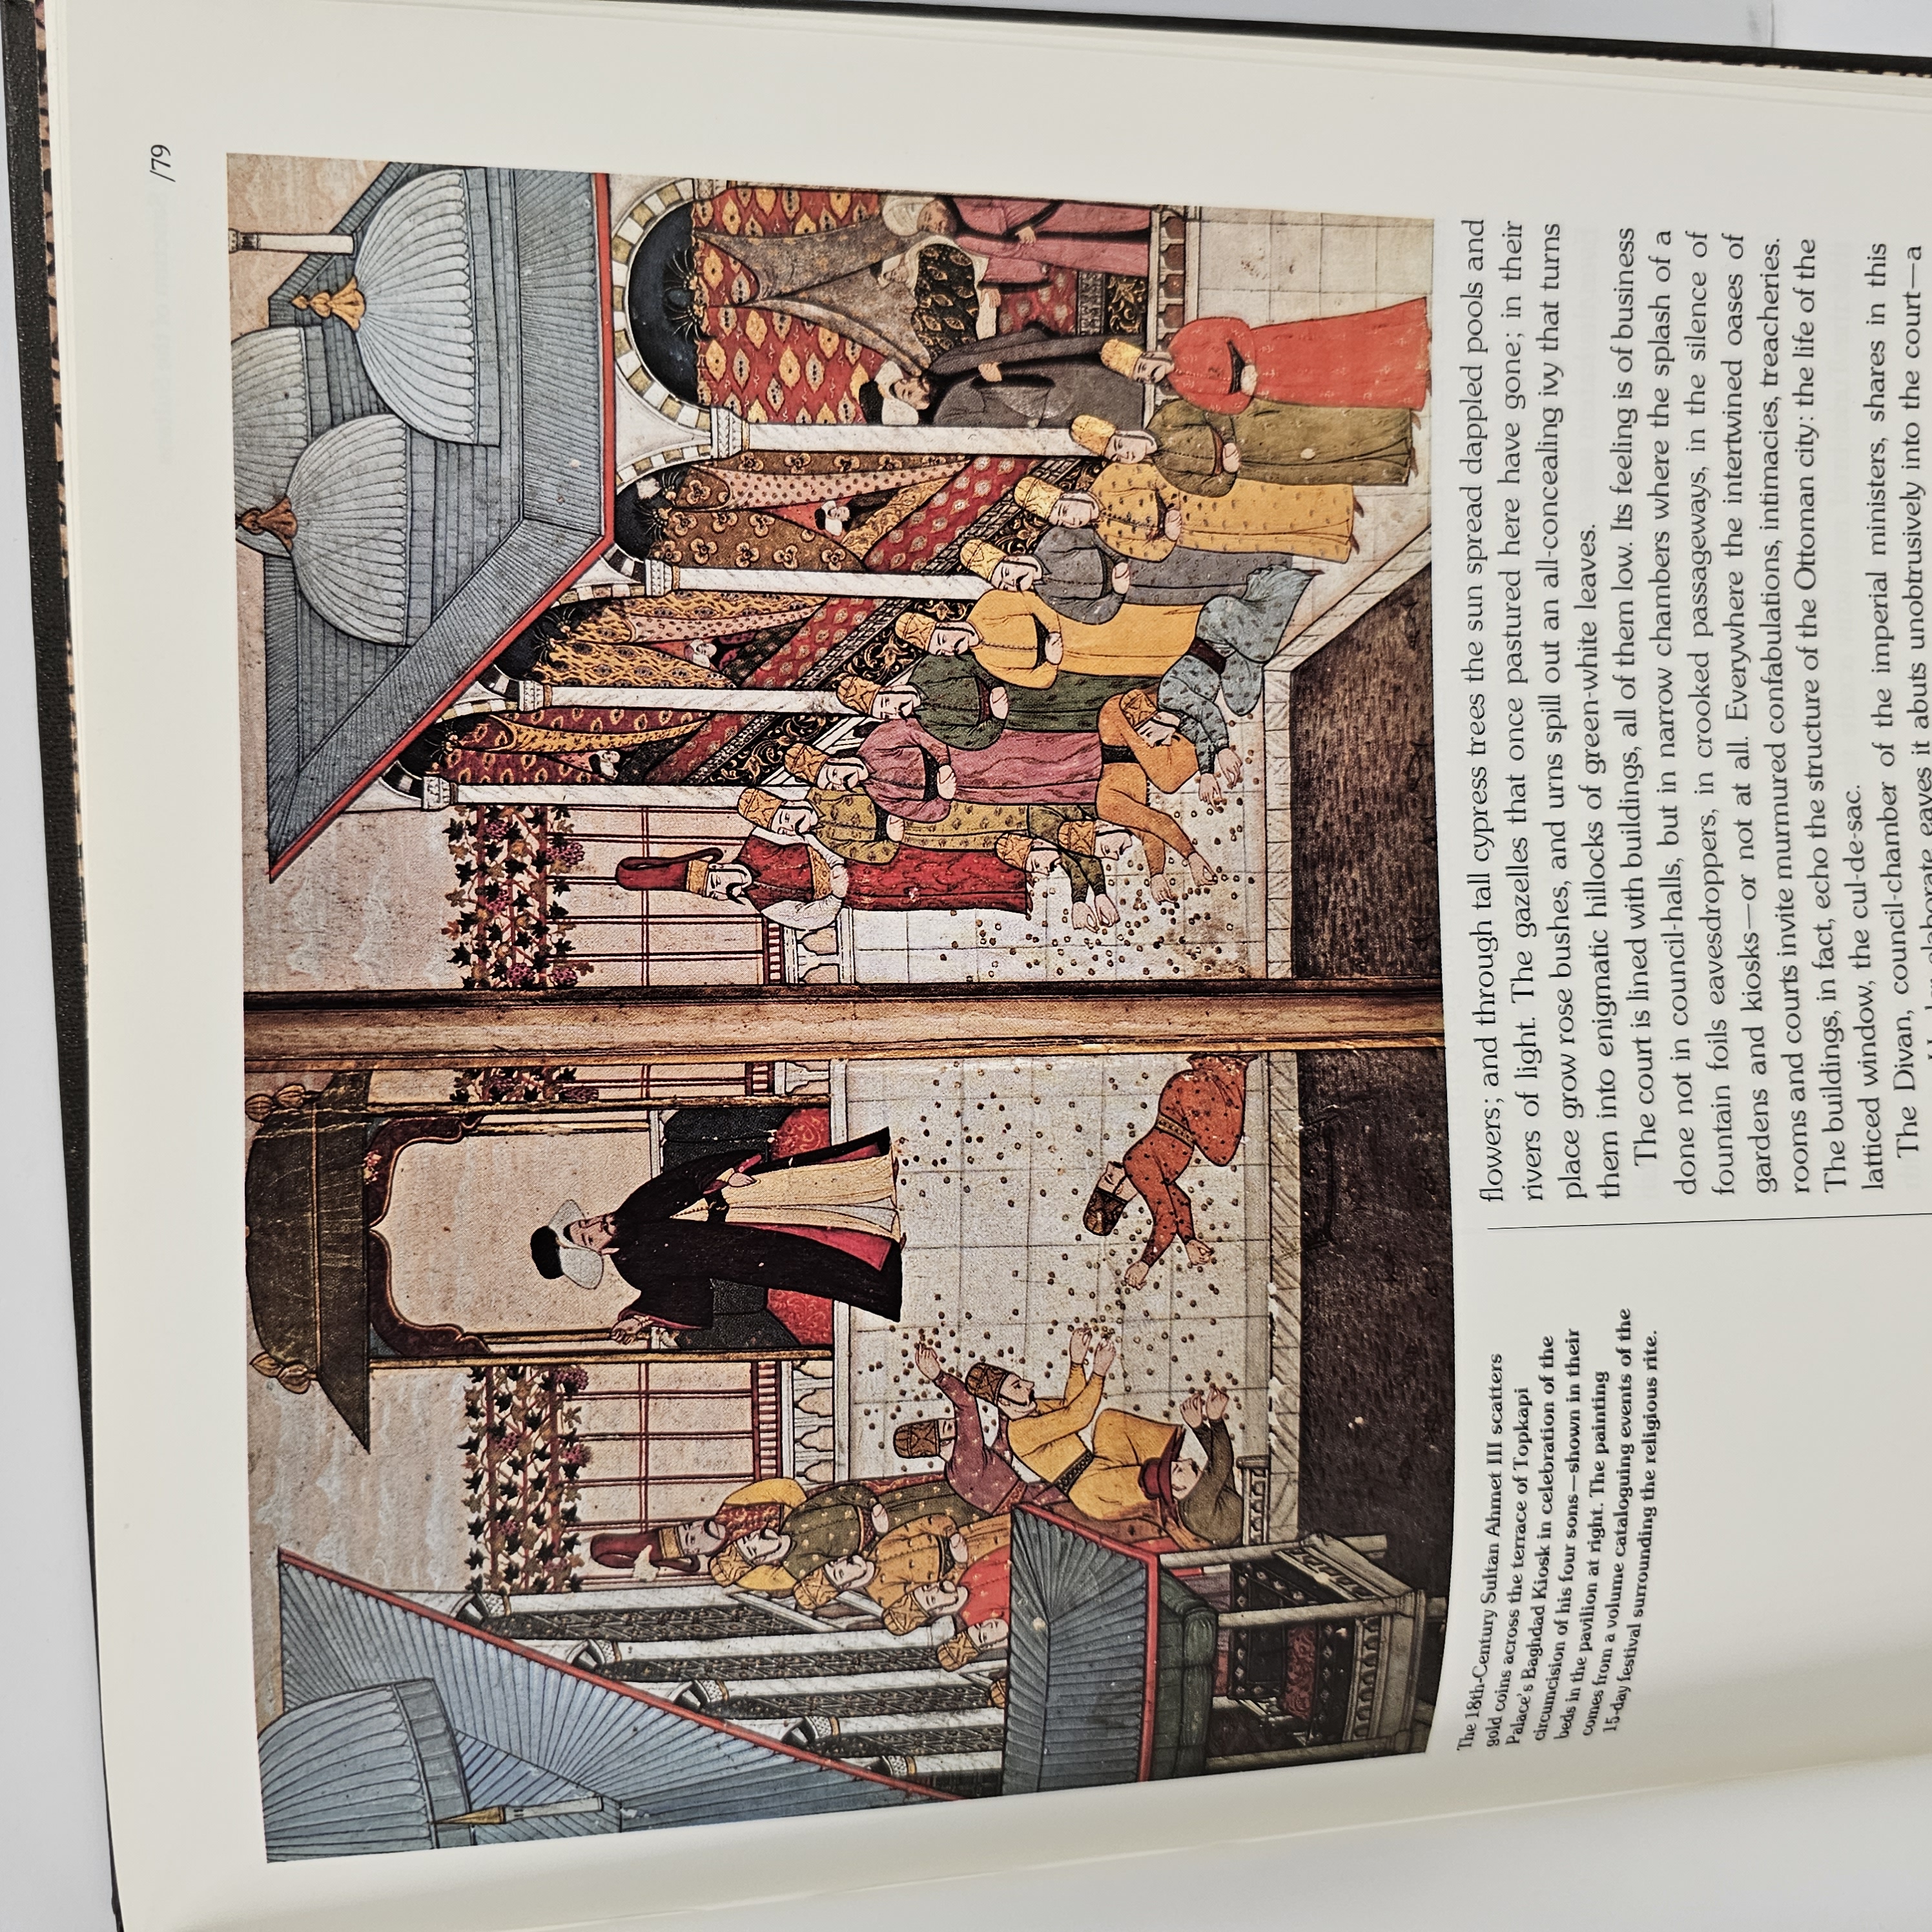 /79
The 18th-Century Sultan Ahmet III scatters
gold coins across the terrace of Topkapi
Palace's Baghdad Kiosk in celebration of the
circumcision of his four sons—shown in their
beds in the pavilion at right. The painting
comes from a volume cataloguing events of the
15-day festival surrounding the religious rite.
flowers; and through tall cypress trees the sun spread dappled pools and
rivers of light. The gazelles that once pastured here have gone; in their
place grow rose bushes, and urns spill out an all-concealing ivy that turns
them into enigmatic hillocks of green-white leaves.
The court is lined with buildings, all of them low. Its feeling is of business
done not in council-halls, but in narrow chambers where the splash of a
fountain foils eavesdroppers, in crooked passageways, in the silence of
gardens and kiosks—or not at all. Everywhere the intertwined oases of
rooms and courts invite murmured confabulations, intimacies, treacheries.
The buildings, in fact, echo the structure of the Ottoman city: the life of the
latticed window, the cul-de-sac.
The Divan, council-chamber of the imperial ministers, shares in this
elaborate eaves it abuts unobtrusively into the court—a